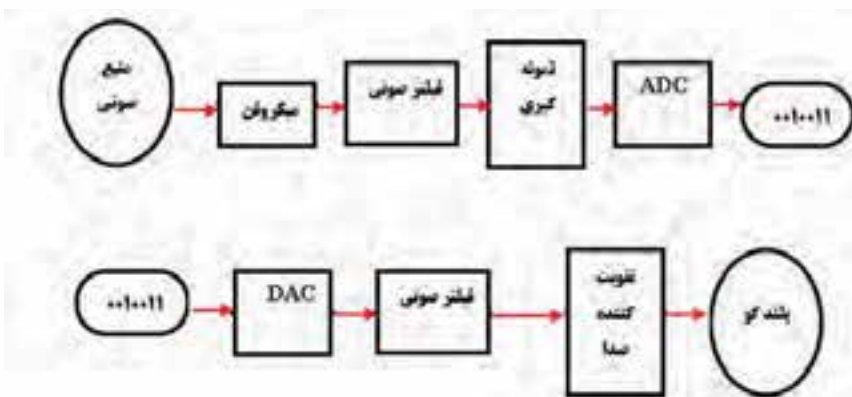 منبع
صوتی
میکروفن
فیلتر صوتی
نمونه
گیری
ADC
۰۰۱۰۰۱۱
۰۰۱۰۰۱۱
DAC
فیلتر صوتی
تقویت
کننده
صدا
بلندگو